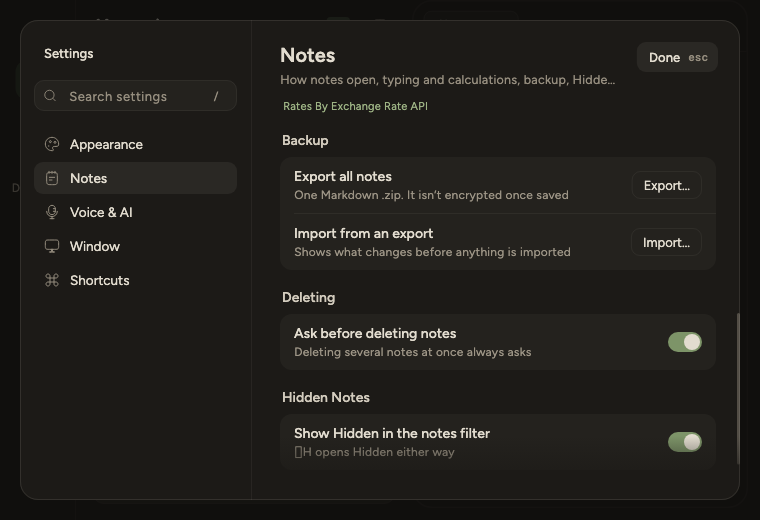 Settings
Search settings /
Appearance
Notes
Voice & AI
Window
Shortcuts
Notes
Done esc
How notes open, typing and calculations, backup, Hidde...
Rates By Exchange Rate API
Backup
Export all notes
One Markdown .zip. It isn't encrypted once saved
Export...
Import from an export
Shows what changes before anything is imported
Import...
Deleting
Ask before deleting notes
Deleting several notes at once always asks
Hidden Notes
Show Hidden in the notes filter
H opens Hidden either way